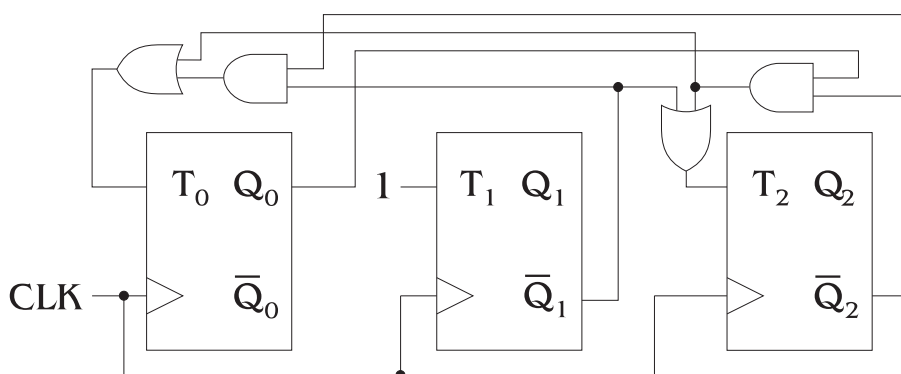 T₀ Q₀ 1 T₁ Q₁ T₂ Q₂
CLK Q̅₀ Q̅₁ Q̅₂